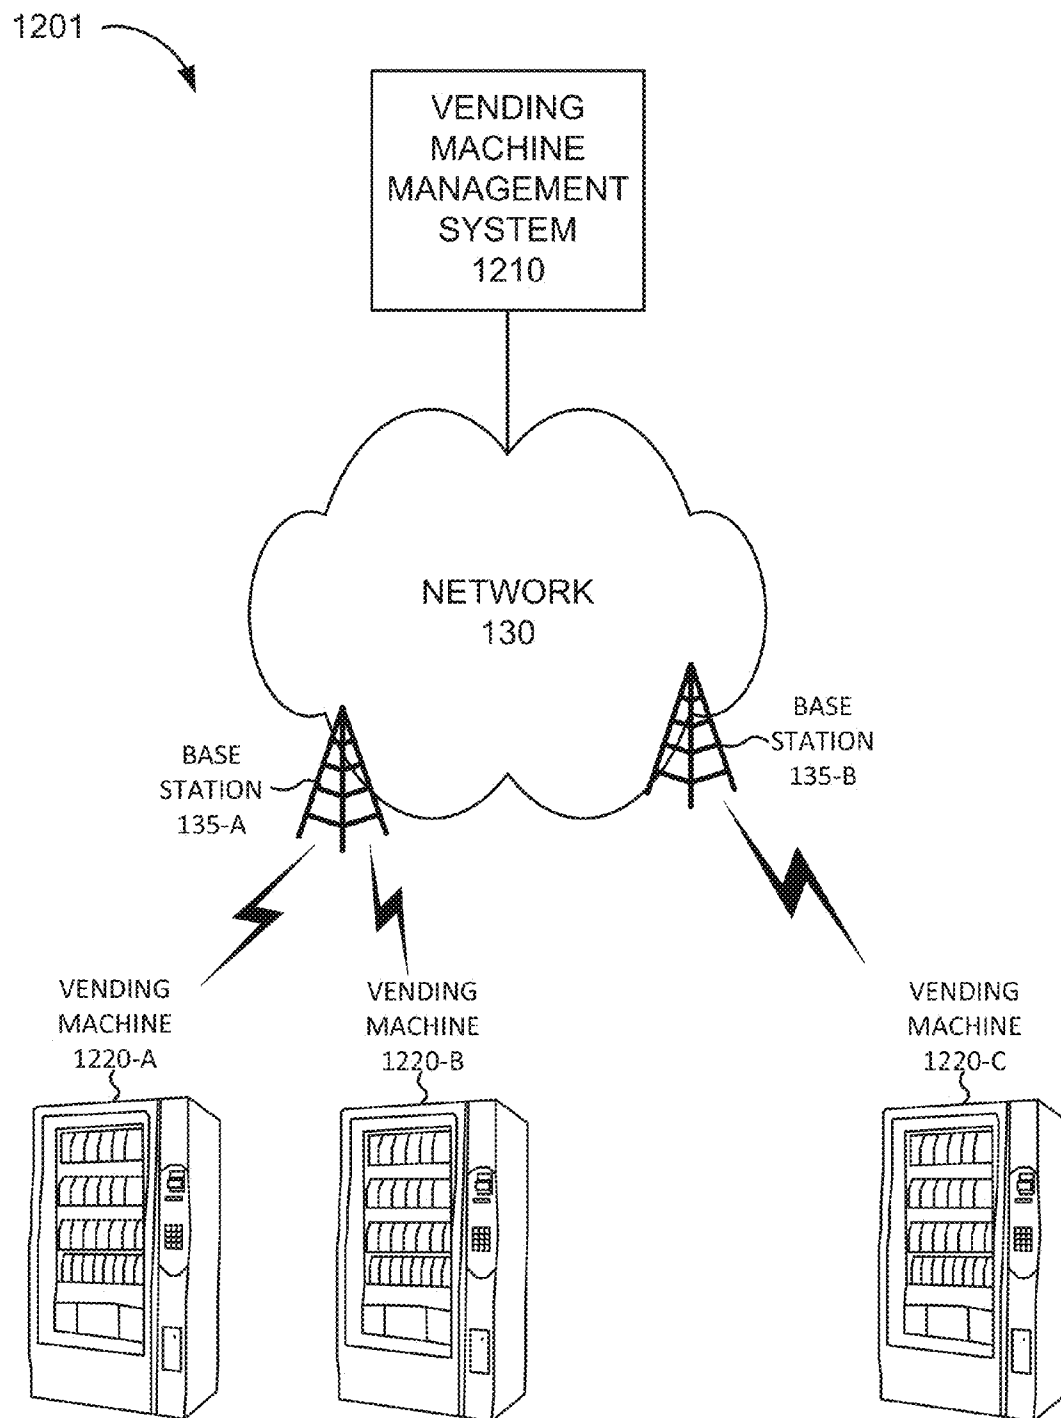 1201
VENDING
MACHINE
MANAGEMENT
SYSTEM
1210
NETWORK
130
BASE
STATION
135-A
BASE
STATION
135-B
VENDING
MACHINE
1220-A
VENDING
MACHINE
1220-B
VENDING
MACHINE
1220-C